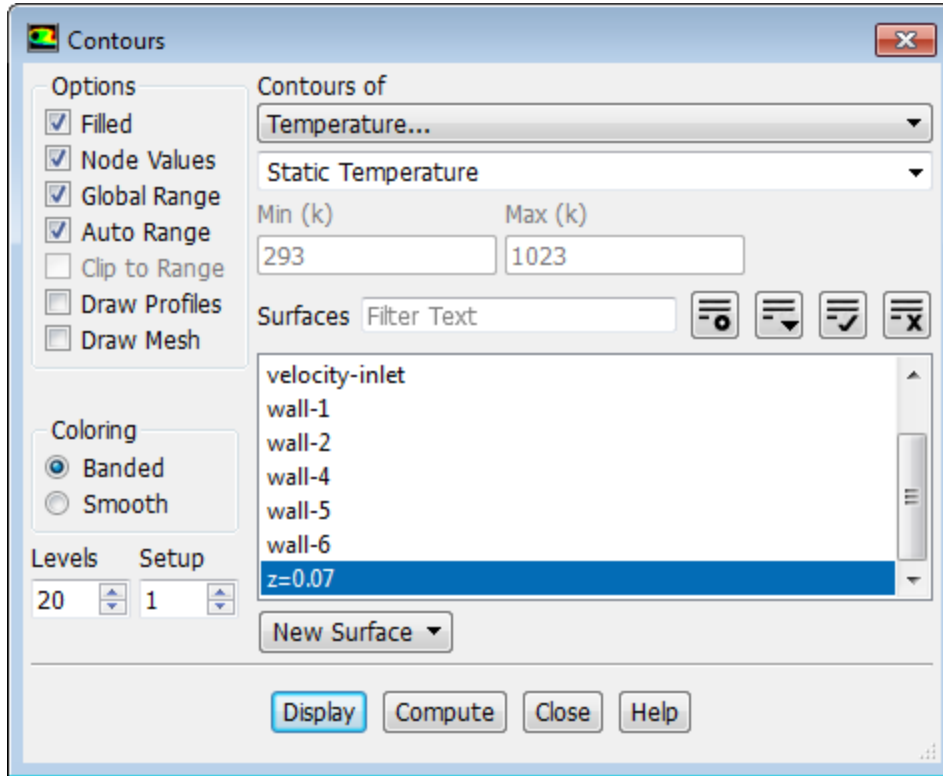 Contours
Options
Filled
Node Values
Global Range
Auto Range
Clip to Range
Draw Profiles
Draw Mesh
Coloring
Banded
Smooth
Levels Setup
20 1
Contours of
Temperature...
Static Temperature
Min (k) Max (k)
293 1023
Surfaces Filter Text
velocity-inlet
wall-1
wall-2
wall-4
wall-5
wall-6
z=0.07
New Surface
Display Compute Close Help